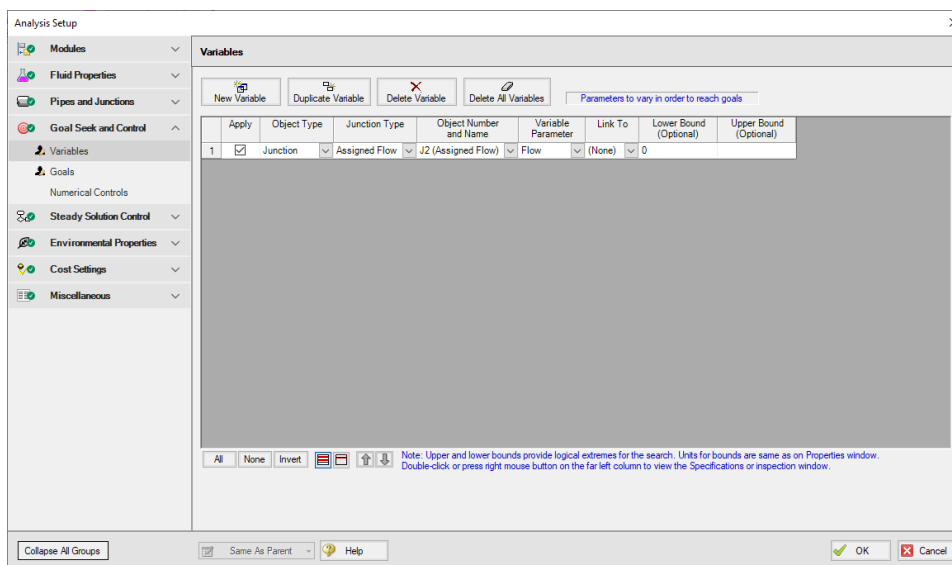 Analysis Setup
Modules
Fluid Properties
Pipes and Junctions
Goal Seek and Control
Variables
Goals
Numerical Controls
Steady Solution Control
Environmental Properties
Cost Settings
Miscellaneous
Collapse All Groups
Variables
New Variable
Duplicate Variable
Delete Variable
Delete All Variables
Parameters to vary in order to reach goals
Apply Object Type Junction Type Object Number and Name Variable Parameter Link To Lower Bound (Optional) Upper Bound (Optional)
1 Junction Assigned Flow J2 (Assigned Flow) Flow (None) 0
All None Invert
Note: Upper and lower bounds provide logical extremes for the search. Units for bounds are same as on Properties window.
Double-click or press right mouse button on the far left column to view the Specifications or inspection window.
Same As Parent
Help
OK
Cancel